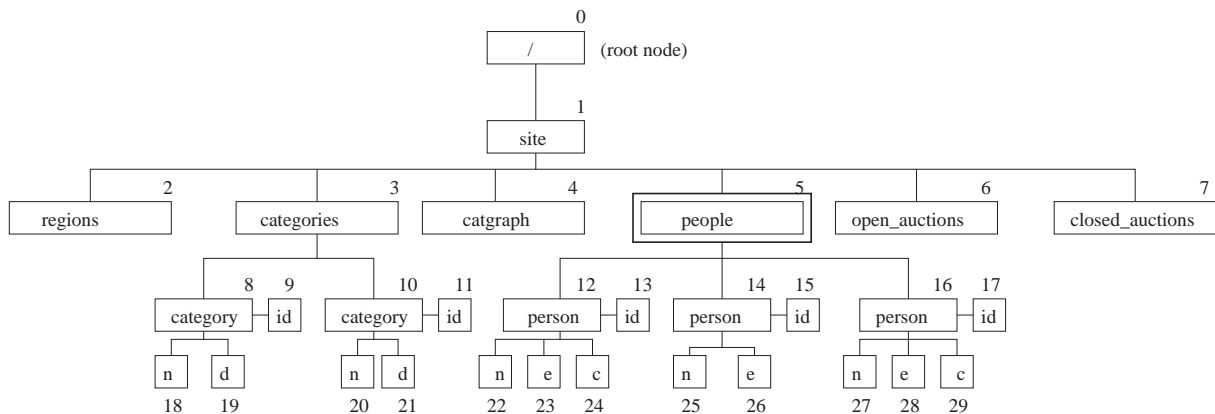 0
/ (root node)
1
site
2 3 4 5 6 7
regions categories catgraph people open_auctions closed_auctions
8 9 10 11 12 13 14 15 16 17
category id category id person id person id person id
n d n d n e c n e n e c
18 19 20 21 22 23 24 25 26 27 28 29